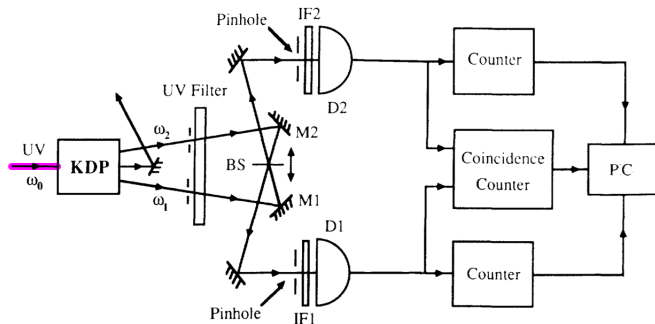 Pinhole
IF2
Counter
D2
UV Filter
UV
ω₂
M2
KDP
BS
Coincidence
Counter
PC
ω₀
M1
ω₁
D1
Counter
Pinhole
IF1